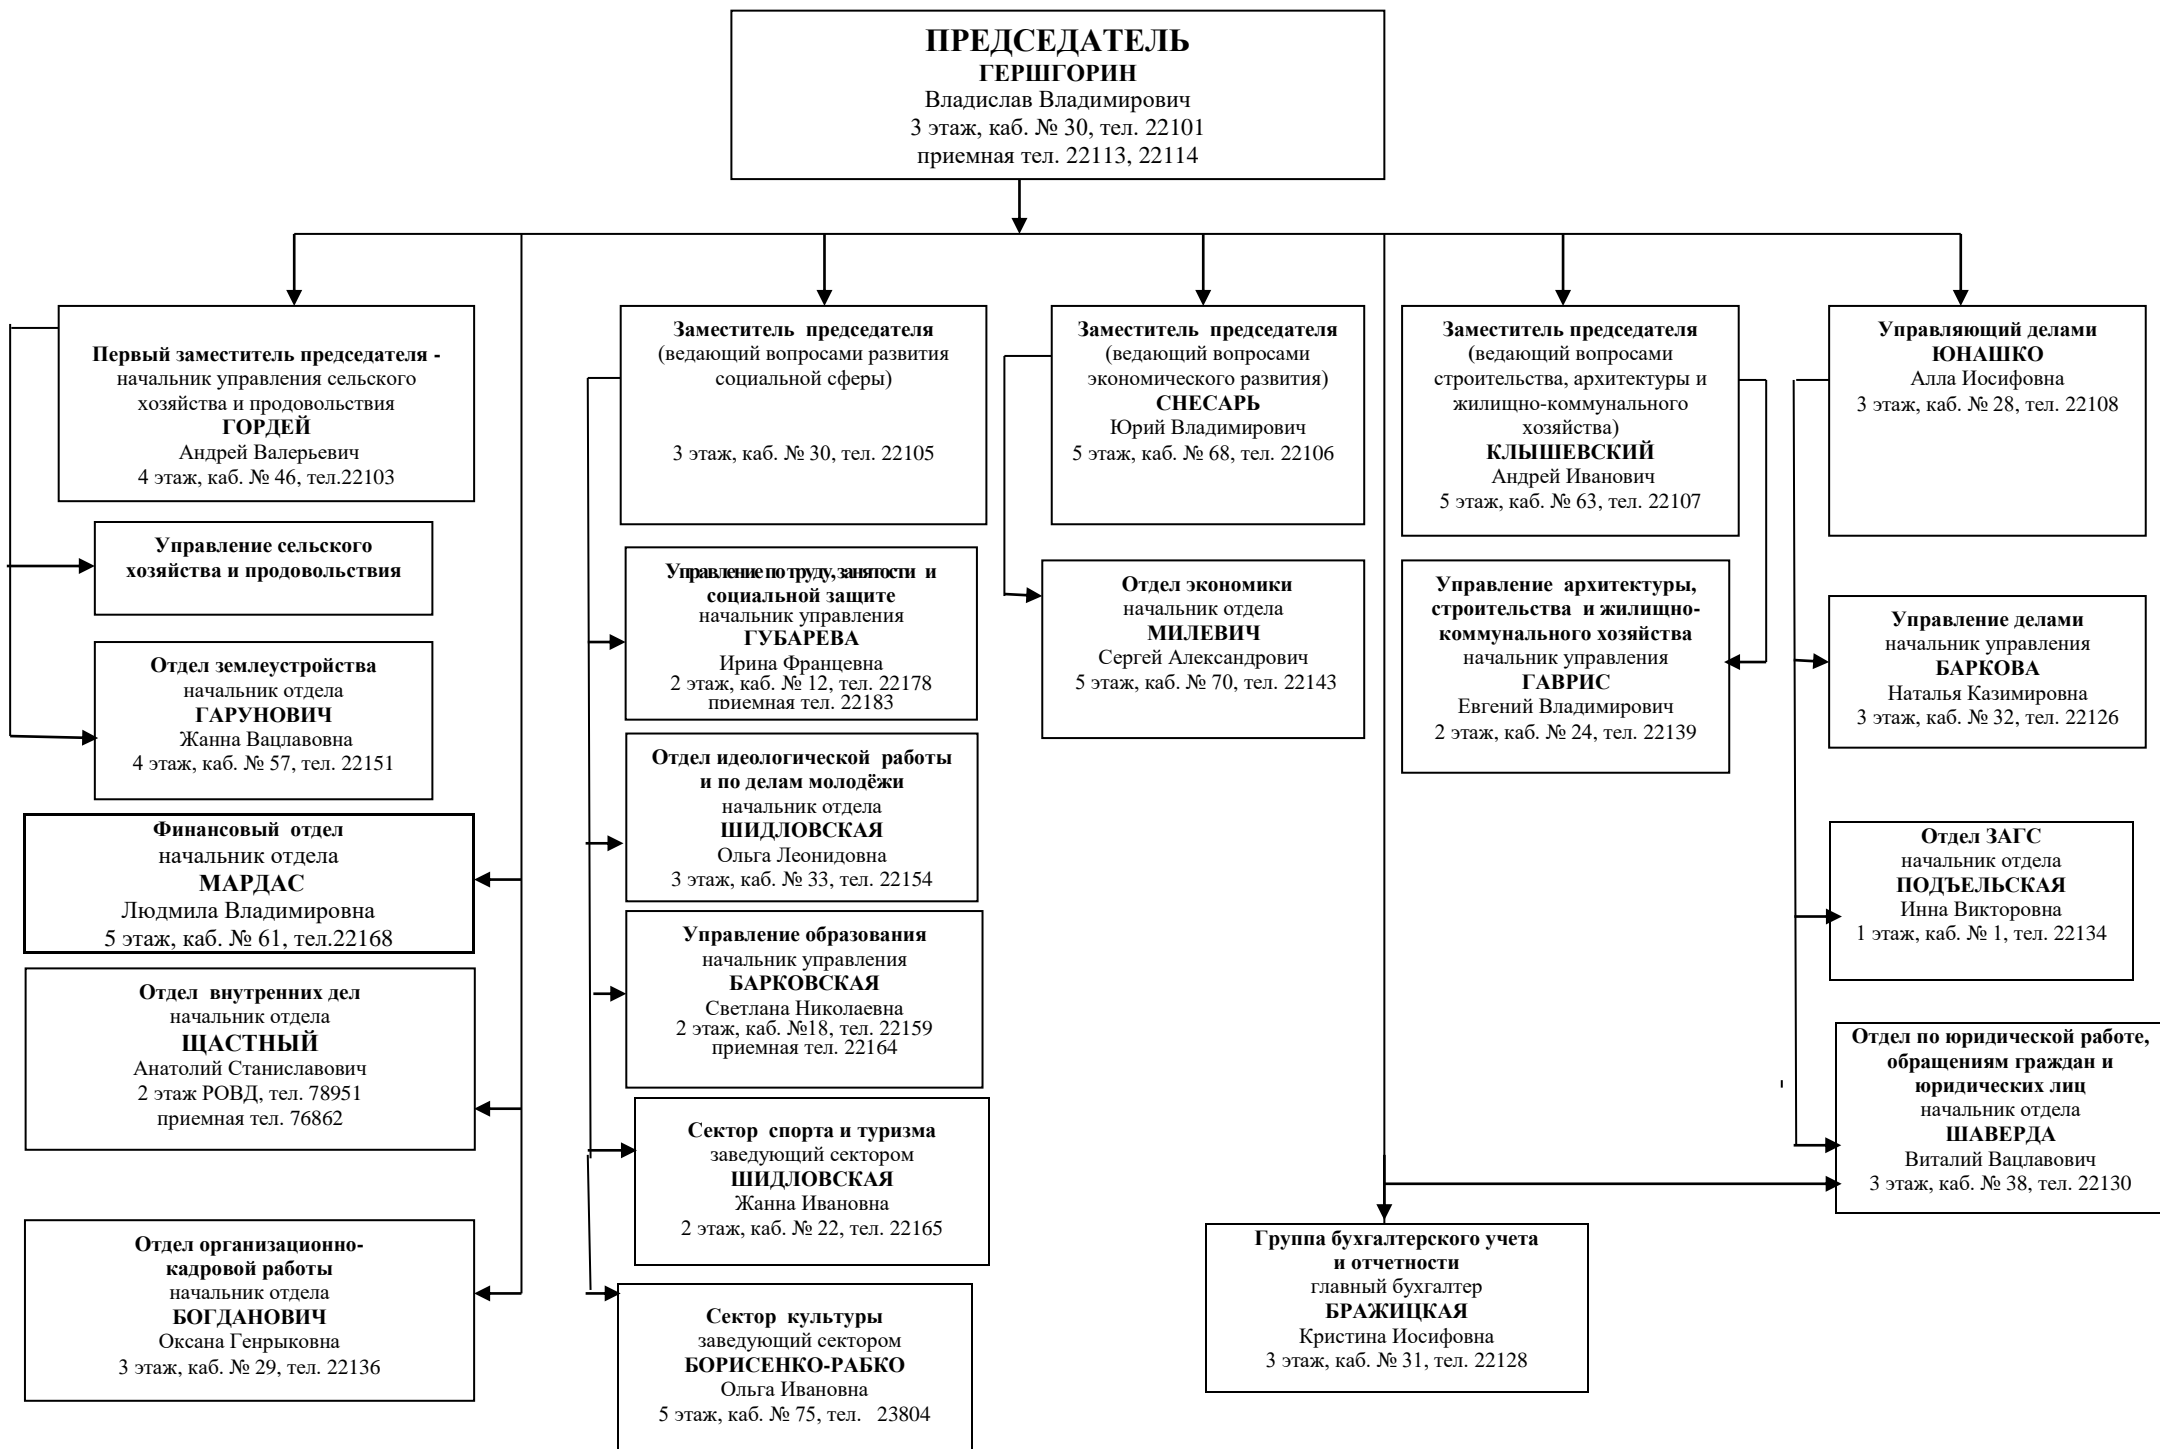 ПРЕДСЕДАТЕЛЬ
ГЕРШГОРИН
Владислав Владимирович
3 этаж, каб. № 30, тел. 22101
приемная тел. 22113, 22114
Первый заместитель председателя -
начальник управления сельского
хозяйства и продовольствия
ГОРДЕЙ
Андрей Валерьевич
4 этаж, каб. № 46, тел.22103
Заместитель председателя
(ведающий вопросами развития
социальной сферы)
3 этаж, каб. № 30, тел. 22105
Заместитель председателя
(ведающий вопросами
экономического развития)
СНЕСАРЬ
Юрий Владимирович
5 этаж, каб. № 68, тел. 22106
Заместитель председателя
(ведающий вопросами
строительства, архитектуры и
жилищно-коммунального
хозяйства)
КЛЫШЕВСКИЙ
Андрей Иванович
5 этаж, каб. № 63, тел. 22107
Управляющий делами
ЮНАШКО
Алла Иосифовна
3 этаж, каб. № 28, тел. 22108
Управление сельского
хозяйства и продовольствия
Отдел землеустройства
начальник отдела
ГАРУНОВИЧ
Жанна Вацлавовна
4 этаж, каб. № 57, тел. 22151
Финансовый отдел
начальник отдела
МАРДАС
Людмила Владимировна
5 этаж, каб. № 61, тел.22168
Отдел внутренних дел
начальник отдела
ЩАСТНЫЙ
Анатолий Станиславович
2 этаж РОВД, тел. 78951
приемная тел. 76862
Отдел организационно-
кадровой работы
начальник отдела
БОГДАНОВИЧ
Оксана Генрыковна
3 этаж, каб. № 29, тел. 22136
Управление по труду, занятости и
социальной защите
начальник управления
ГУБАРЕВА
Ирина Францевна
2 этаж, каб. № 12, тел. 22178
приемная тел. 22183
Отдел идеологической работы
и по делам молодёжи
начальник отдела
ШИДЛОВСКАЯ
Ольга Леонидовна
3 этаж, каб. № 33, тел. 22154
Управление образования
начальник управления
БАРКОВСКАЯ
Светлана Николаевна
2 этаж, каб. №18, тел. 22159
приемная тел. 22164
Сектор спорта и туризма
заведующий сектором
ШИДЛОВСКАЯ
Жанна Ивановна
2 этаж, каб. № 22, тел. 22165
Сектор культуры
заведующий сектором
БОРИСЕНКО-РАБКО
Ольга Ивановна
5 этаж, каб. № 75, тел. 23804
Отдел экономики
начальник отдела
МИЛЕВИЧ
Сергей Александрович
5 этаж, каб. № 70, тел. 22143
Управление архитектуры,
строительства и жилищно-
коммунального хозяйства
начальник управления
ГАВРИС
Евгений Владимирович
2 этаж, каб. № 24, тел. 22139
Группа бухгалтерского учета
и отчетности
главный бухгалтер
БРАЖИЦКАЯ
Кристина Иосифовна
3 этаж, каб. № 31, тел. 22128
Управление делами
начальник управления
БАРКОВА
Наталья Казимировна
3 этаж, каб. № 32, тел. 22126
Отдел ЗАГС
начальник отдела
ПОДЪЕЛЬСКАЯ
Инна Викторовна
1 этаж, каб. № 1, тел. 22134
Отдел по юридической работе,
обращениям граждан и
юридических лиц
начальник отдела
ШАВЕРДА
Виталий Вацлавович
3 этаж, каб. № 38, тел. 22130